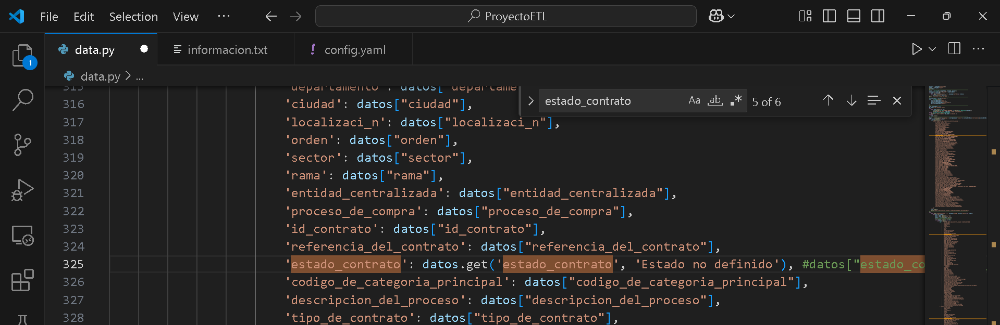 File Edit Selection View ··· ProyectoETL
data.py informacion.txt ! config.yaml
1
data.py > ...
estado_contrato Aa ab .* 5 of 6
315 'departamento': datos["departame
316 'ciudad': datos["ciudad"],
317 'localizaci_n': datos["localizaci_n"],
318 'orden': datos["orden"],
319 'sector': datos["sector"],
320 'rama': datos["rama"],
321 'entidad_centralizada': datos["entidad_centralizada"],
322 'proceso_de_compra': datos["proceso_de_compra"],
323 'id_contrato': datos["id_contrato"],
324 'referencia_del_contrato': datos["referencia_del_contrato"],
325 'estado_contrato': datos.get('estado_contrato', 'Estado no definido'), #datos["estado_co
326 'codigo_de_categoria_principal': datos["codigo_de_categoria_principal"],
327 'descripcion_del_proceso': datos["descripcion_del_proceso"],
328 'tipo_de_contrato': datos["tipo_de_contrato"],